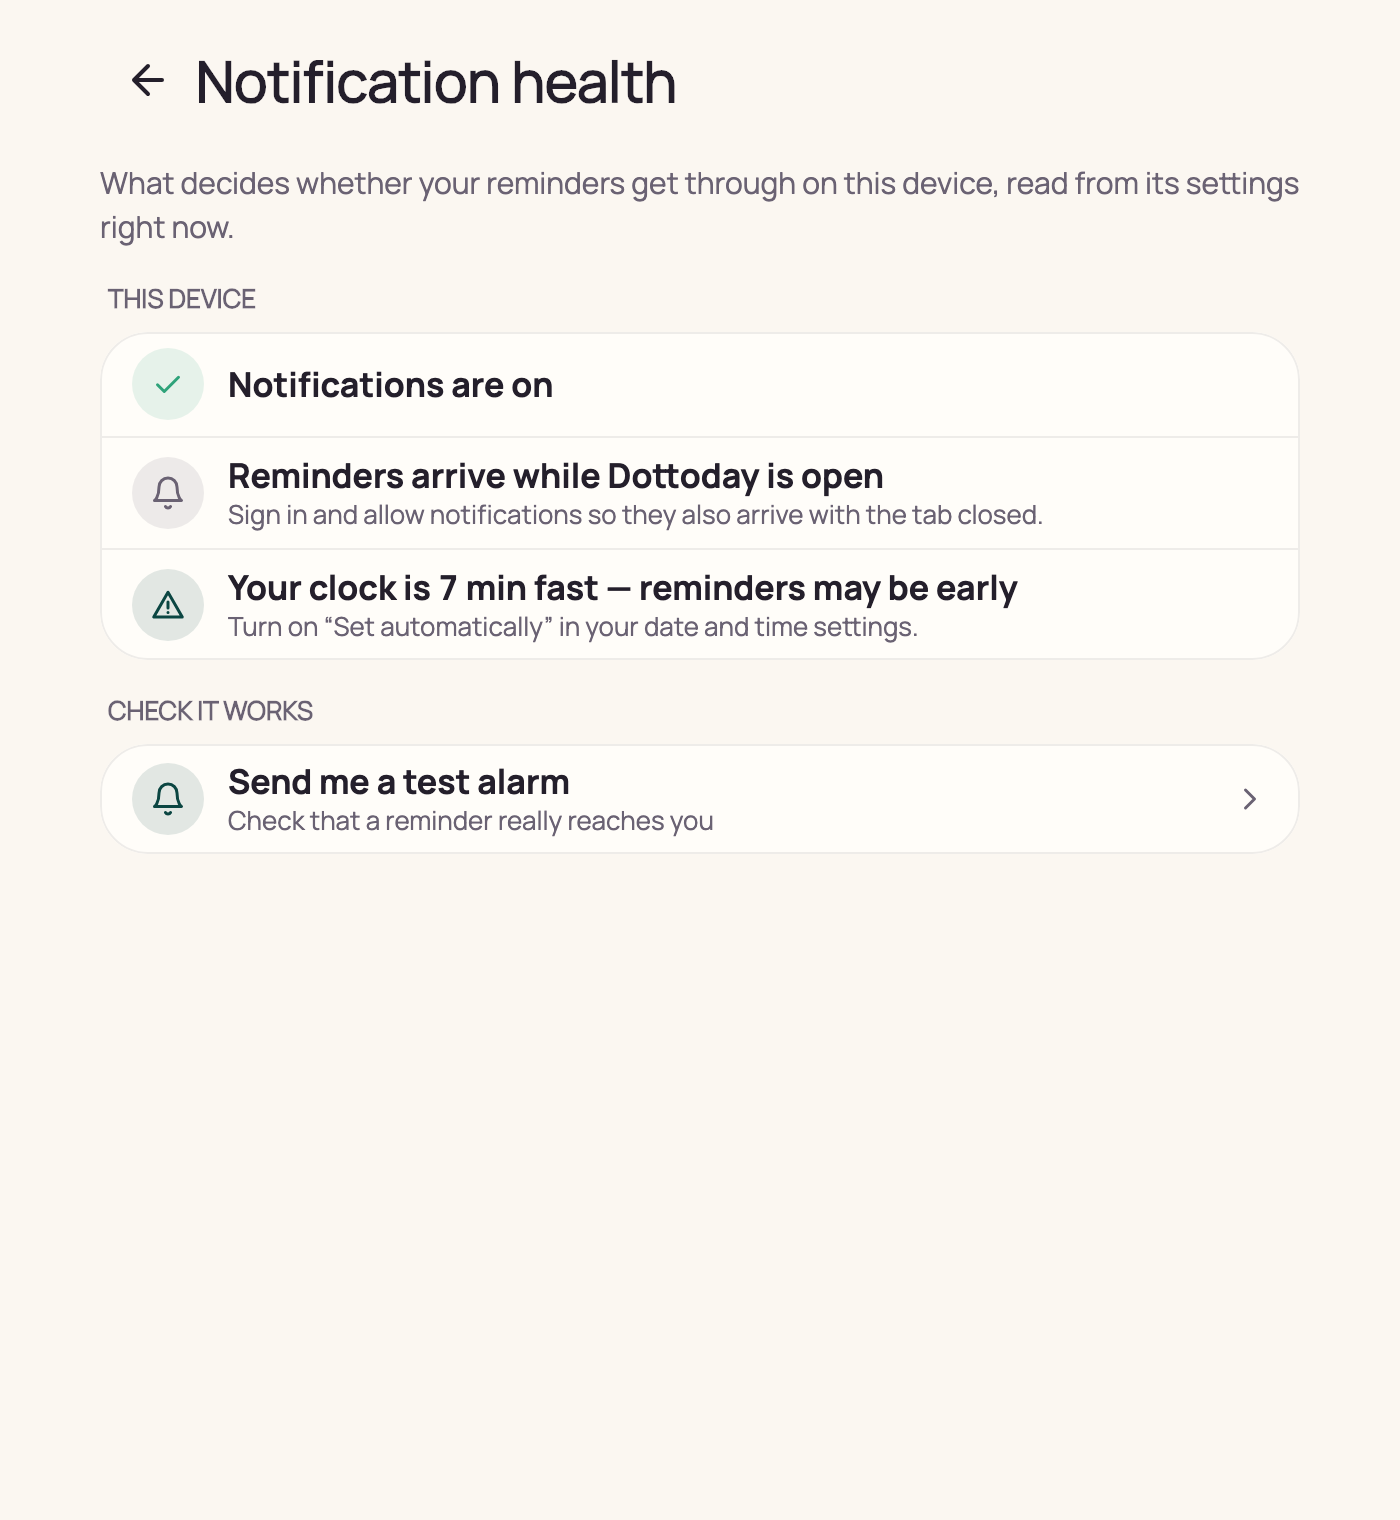 Notification health
What decides whether your reminders get through on this device, read from its settings
right now.
THIS DEVICE
Notifications are on
Reminders arrive while Dottoday is open
Sign in and allow notifications so they also arrive with the tab closed.
Your clock is 7 min fast — reminders may be early
Turn on “Set automatically” in your date and time settings.
CHECK IT WORKS
Send me a test alarm
Check that a reminder really reaches you